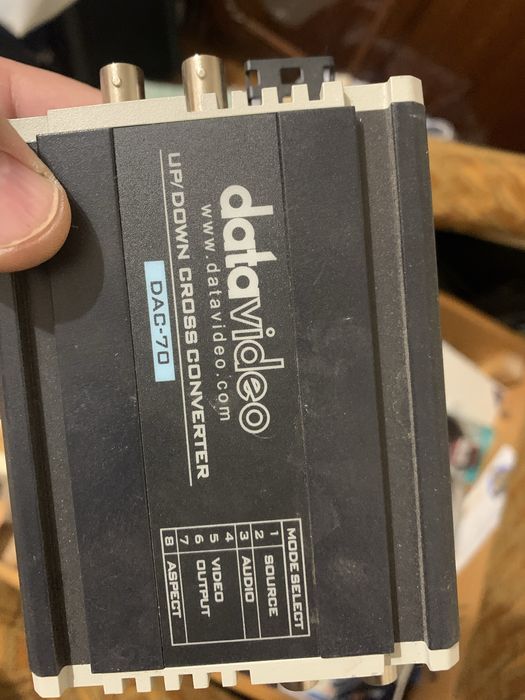 datavideo
www.datavideo.com
UP/DOWN CROSS CONVERTER
DAC-70
MODE SELECT
1 SOURCE
2
3 AUDIO
4
5 VIDEO
6 OUTPUT
7
8 ASPECT